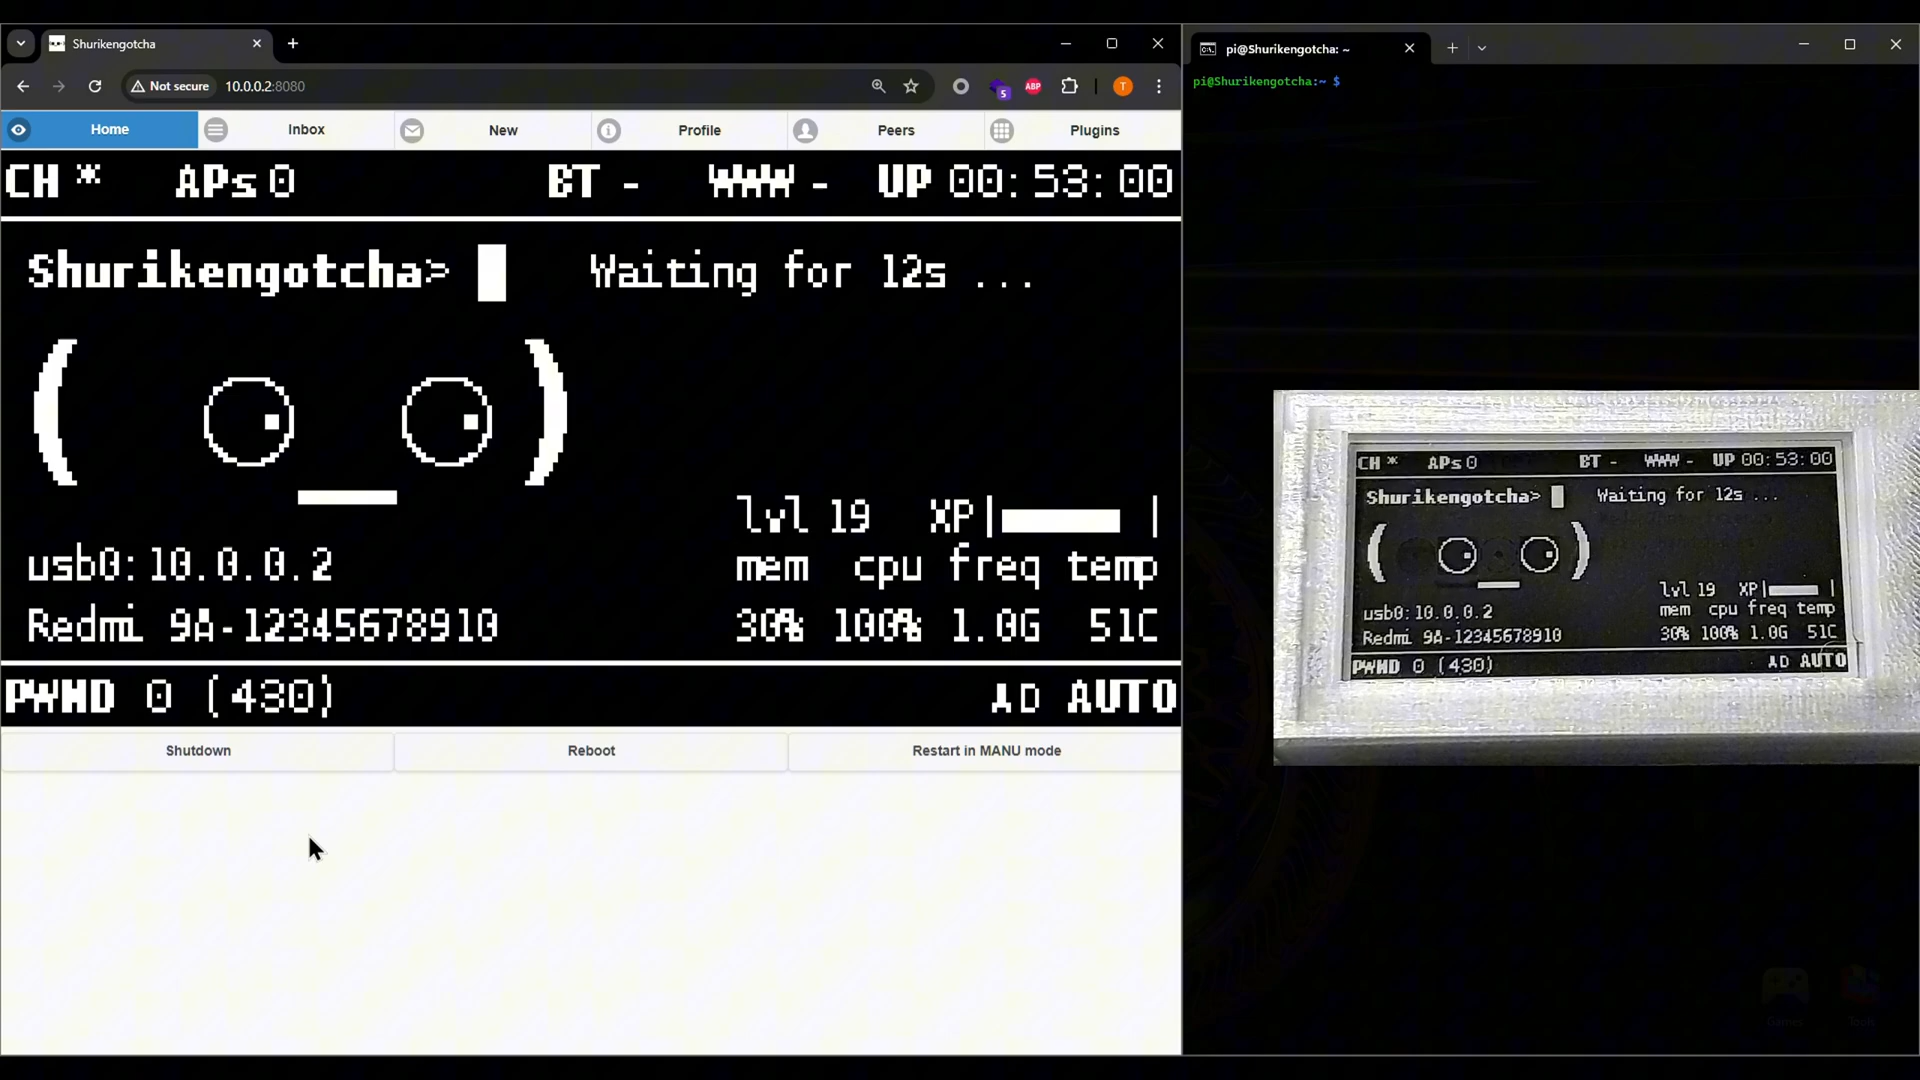 Shurikengotcha
Not secure 10.0.0.2:8080
5 ABP T
Home Inbox New Profile Peers Plugins
CH * APs 0 BT - WWW - UP 00:53:00
Shurikengotcha> Waiting for 12s ...
lvl 19 XP
usb0:10.0.0.2 mem cpu freq temp
Redmi 9A-12345678910 30% 100% 1.0G 51C
PWND 0 (430) AD AUTO
Shutdown Reboot Restart in MANU mode
pi@Shurikengotcha: ~
pi@Shurikengotcha:~ $
CH * APs 0 BT - WWW - UP 00:53:00
Shurikengotcha> Waiting for 12s ...
lvl 19 XP
usb0:10.0.0.2 mem cpu freq temp
Redmi 9A-12345678910 30% 100% 1.0G 51C
PWND 0 (430) AD AUTO
Games Tools